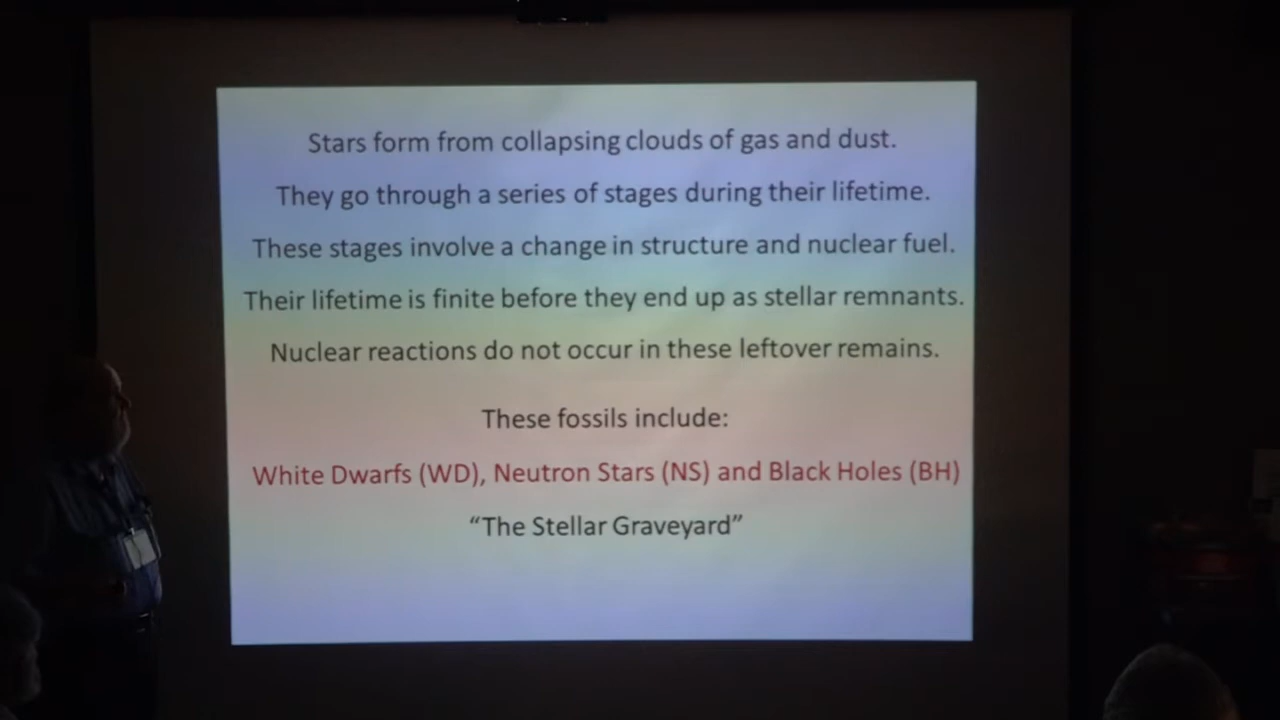 Stars form from collapsing clouds of gas and dust.
They go through a series of stages during their lifetime.
These stages involve a change in structure and nuclear fuel.
Their lifetime is finite before they end up as stellar remnants.
Nuclear reactions do not occur in these leftover remains.
These fossils include:
White Dwarfs (WD), Neutron Stars (NS) and Black Holes (BH)
“The Stellar Graveyard”